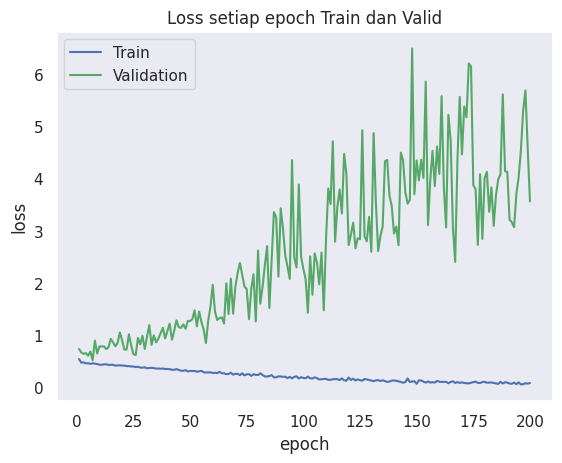 Loss setiap epoch Train dan Valid
Train
Validation
loss
6
5
4
3
2
1
0
0 25 50 75 100 125 150 175 200
epoch